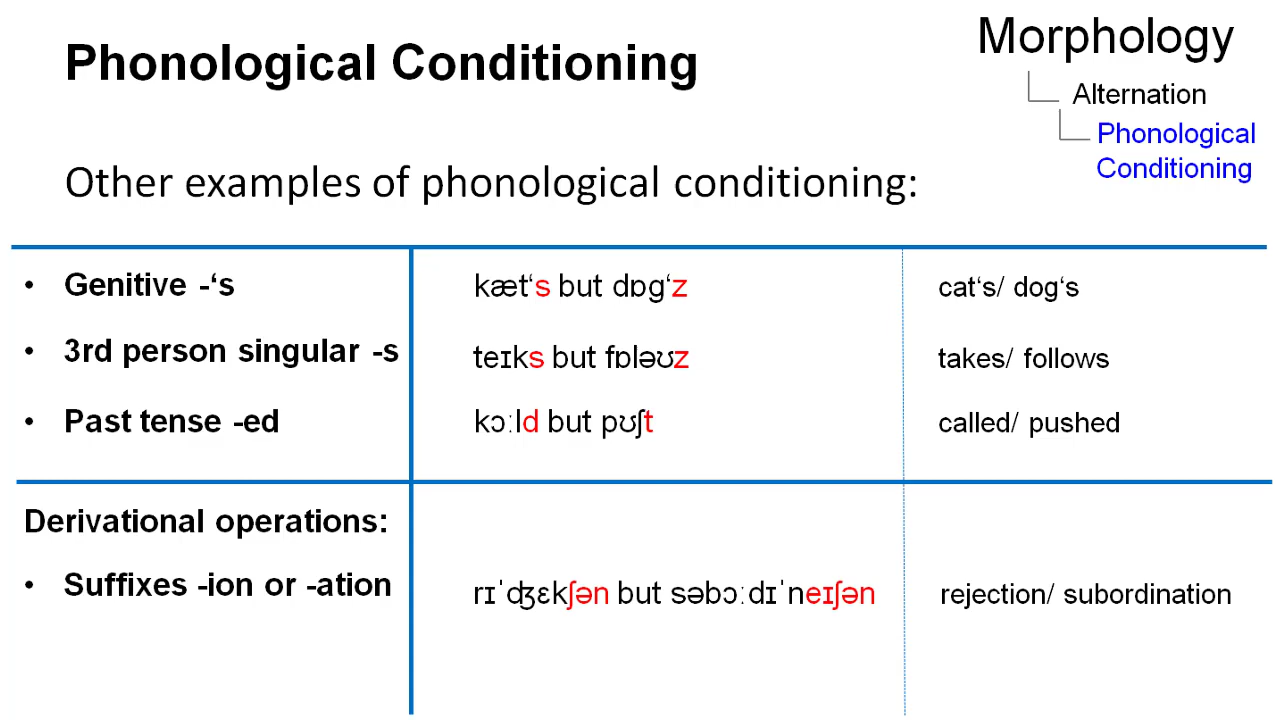 Phonological Conditioning
Morphology
Alternation
Phonological
Conditioning
Other examples of phonological conditioning:
• Genitive -‘s kæt‘s but dɒg‘z cat‘s/ dog‘s
• 3rd person singular -s teɪks but fɒləʊz takes/ follows
• Past tense -ed kɔːld but pʊʃt called/ pushed
Derivational operations:
• Suffixes -ion or -ation rɪˈʤɛkʃən but səbɔːdɪˈneɪʃən rejection/ subordination